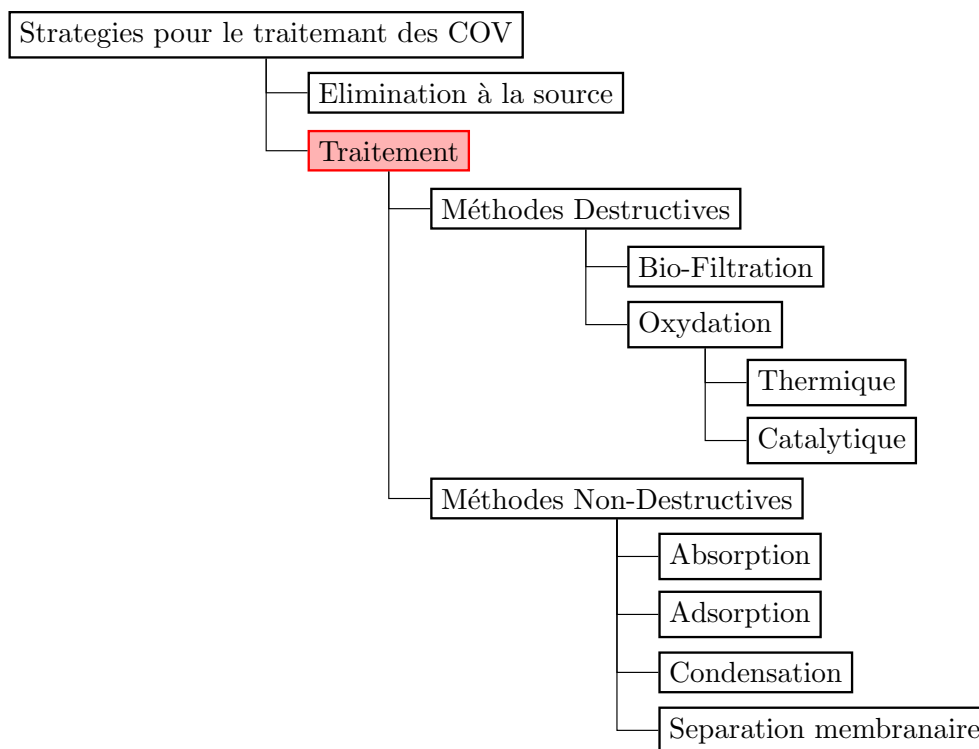 Strategies pour le traitemant des COV
Elimination à la source
Traitement
Méthodes Destructives
Bio-Filtration
Oxydation
Thermique
Catalytique
Méthodes Non-Destructives
Absorption
Adsorption
Condensation
Separation membranaire